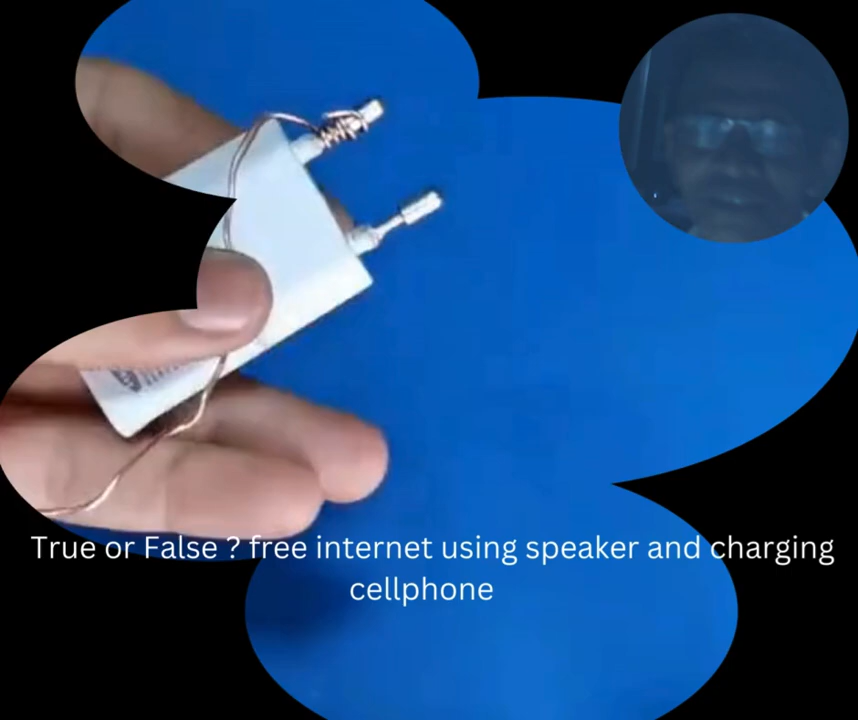 True or False ? free internet using speaker and charging
cellphone